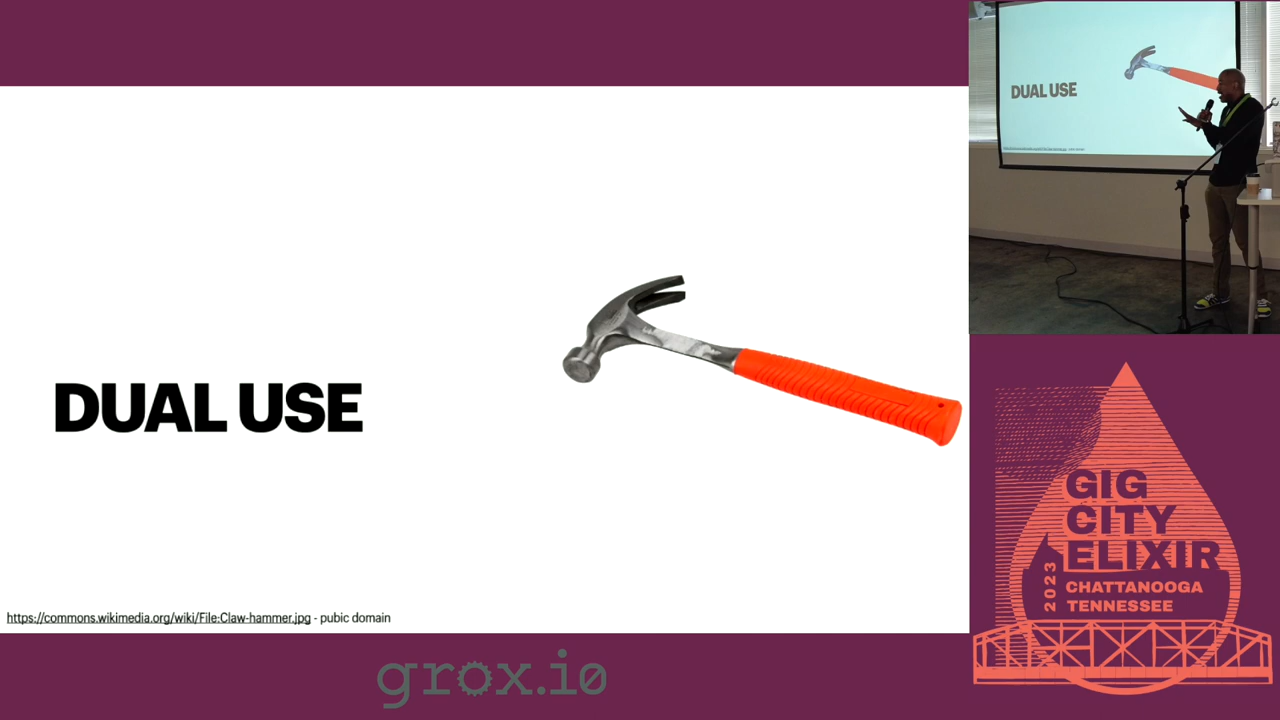 DUAL USE
https://commons.wikimedia.org/wiki/File:Claw-hammer.jpg - pubic domain
grox.io
DUAL USE
GIG
CITY
ELIXIR
2023
CHATTANOOGA
TENNESSEE